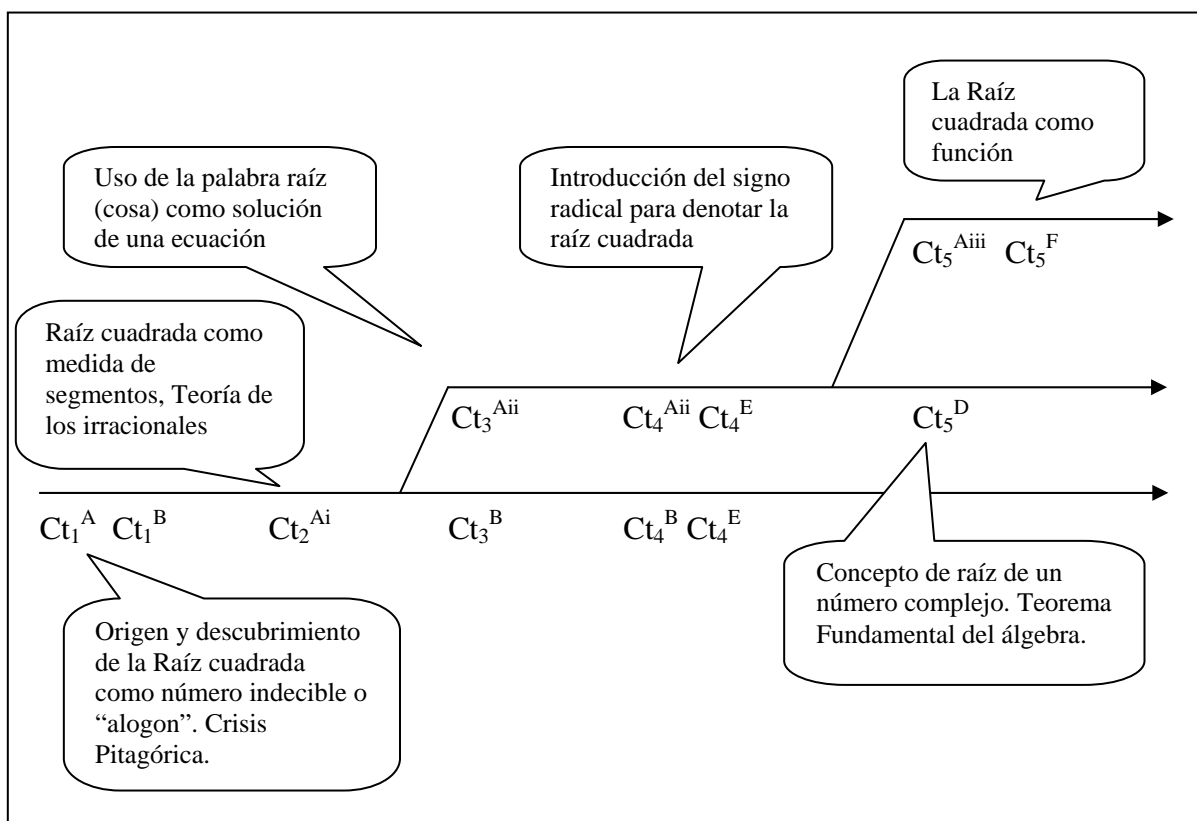 La Raíz
cuadrada como
función
Uso de la palabra raíz
(cosa) como solución
de una ecuación
Introducción del signo
radical para denotar la
raíz cuadrada
Ct₅ᴬⁱⁱⁱ Ct₅ᶠ
Raíz cuadrada como
medida de
segmentos, Teoría de
los irracionales
Ct₃ᴬⁱⁱ Ct₄ᴬⁱⁱ Ct₄ᴱ Ct₅ᴰ
Ct₁ᴬ Ct₁ᴮ Ct₂ᴬⁱ Ct₃ᴮ Ct₄ᴮ Ct₄ᴱ
Concepto de raíz de un
número complejo. Teorema
Fundamental del álgebra.
Origen y descubrimiento
de la Raíz cuadrada
como número indecible o
“alogon”. Crisis
Pitagórica.